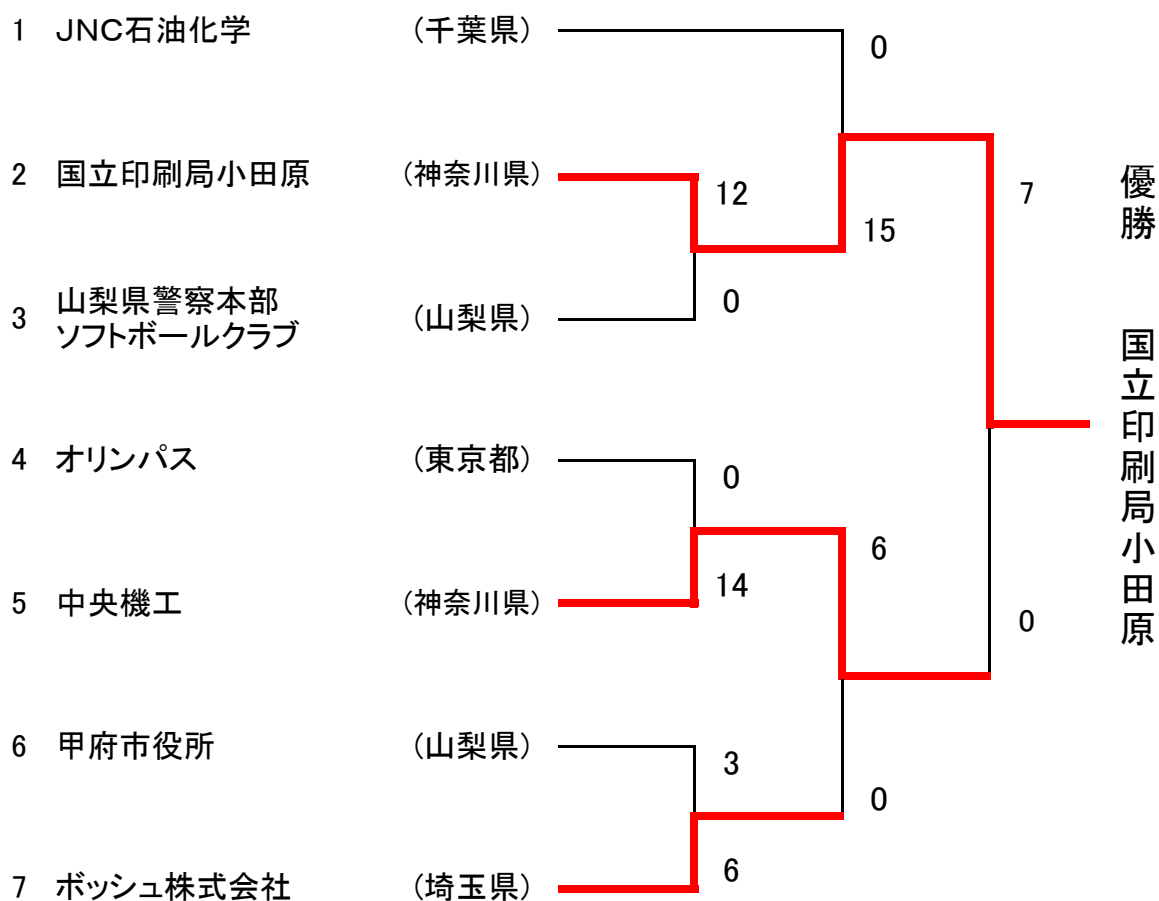 1 JNC石油化学 (千葉県)
0
2 国立印刷局小田原 (神奈川県)
12
15
7
3 山梨県警察本部
ソフトボールクラブ (山梨県)
0
4 オリンパス (東京都)
0
6
5 中央機工 (神奈川県)
14
0
6 甲府市役所 (山梨県)
3
0
7 ボッシュ株式会社 (埼玉県)
6
優勝 国立印刷局小田原